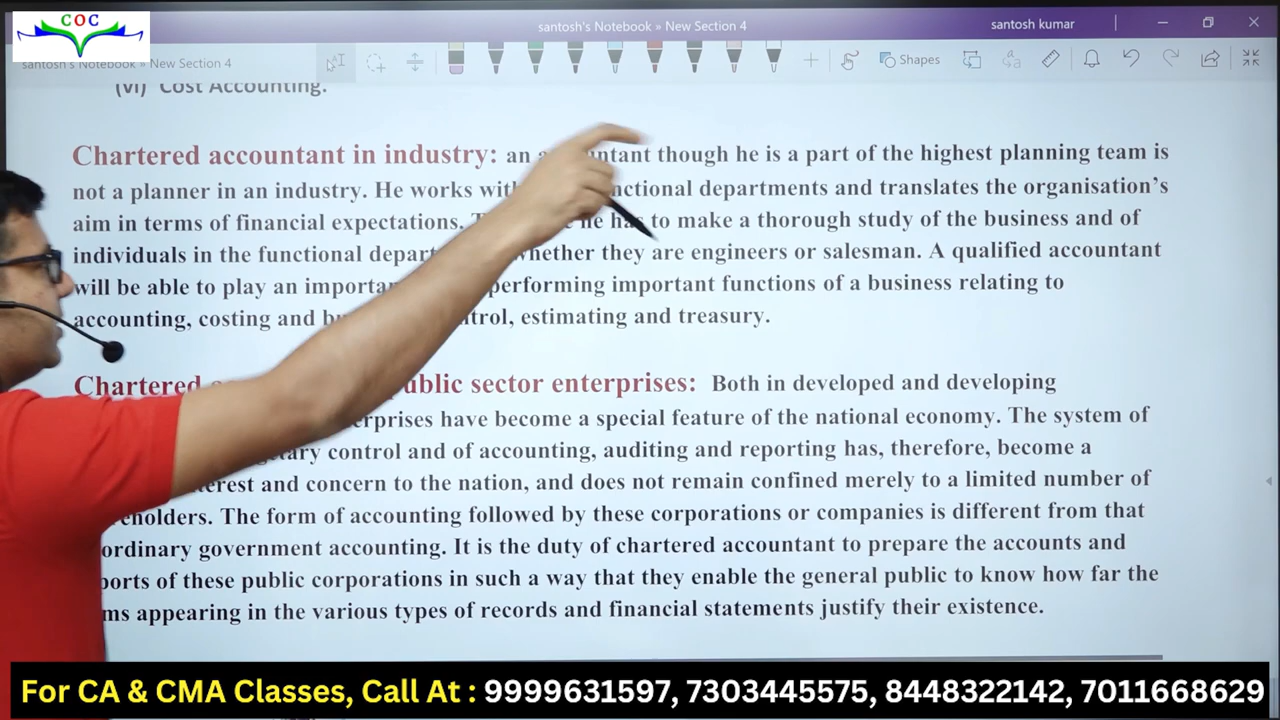 COC
santosh's Notebook » New Section 4
santosh kumar
santosh's Notebook » New Section 4
Shapes
(vi) Cost Accounting.
Chartered accountant in industry: an accountant though he is a part of the highest planning team is
not a planner in an industry. He works with functional departments and translates the organisation's
aim in terms of financial expectations. he has to make a thorough study of the business and of
individuals in the functional whether they are engineers or salesman. A qualified accountant
will be able to play an performing important functions of a business relating to
accounting, costing and estimating and treasury.
Chartered public sector enterprises: Both in developed and developing
have become a special feature of the national economy. The system of
control and of accounting, auditing and reporting has, therefore, become a
and concern to the nation, and does not remain confined merely to a limited number of
The form of accounting followed by these corporations or companies is different from that
ordinary government accounting. It is the duty of chartered accountant to prepare the accounts and
of these public corporations in such a way that they enable the general public to know how far the
appearing in the various types of records and financial statements justify their existence.
For CA & CMA Classes, Call At : 9999631597, 7303445575, 8448322142, 7011668629